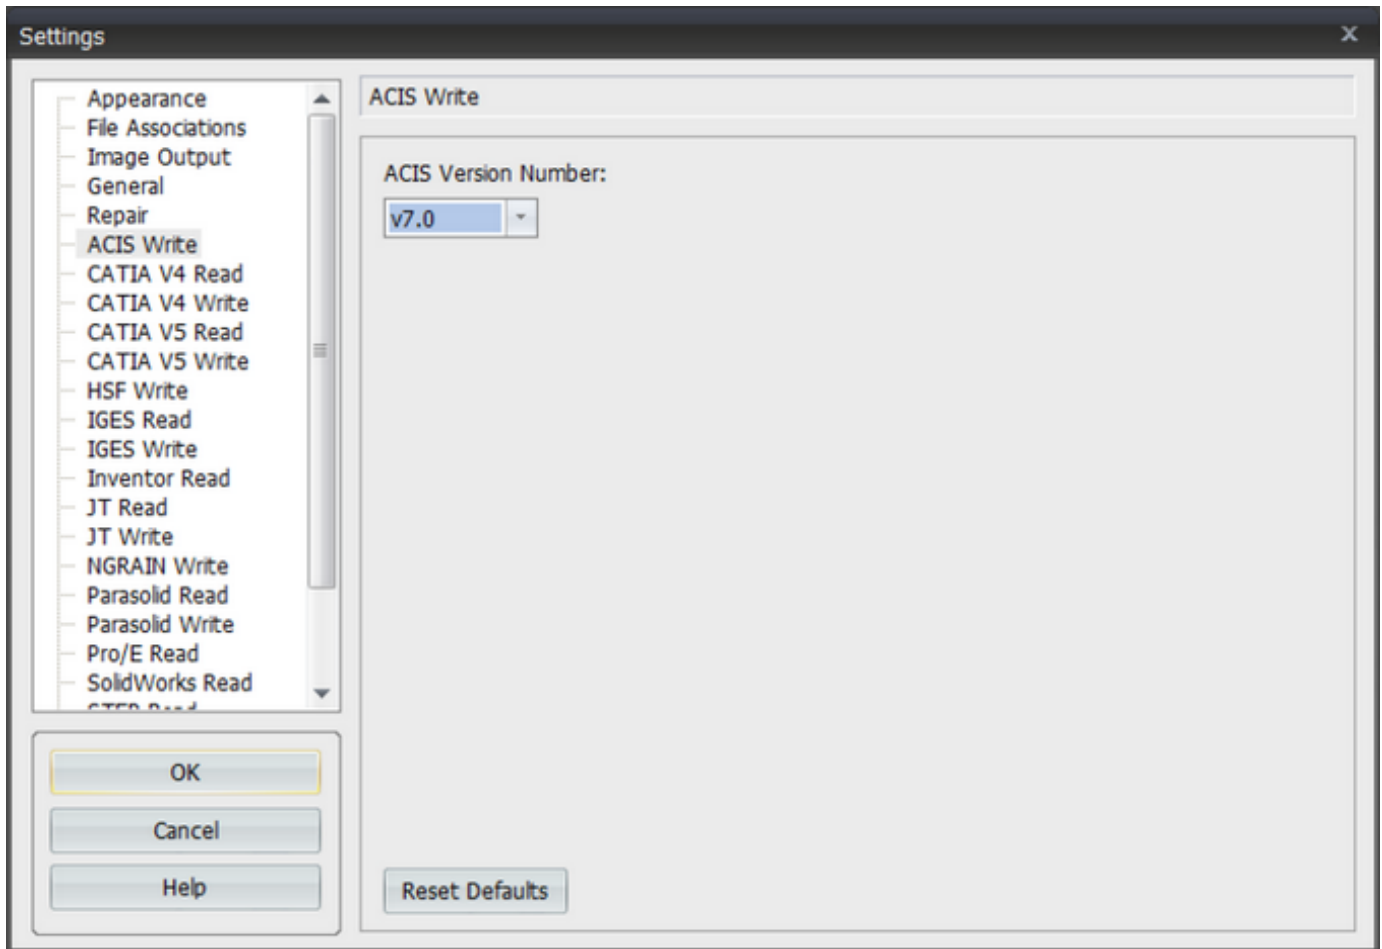 Settings
x
Appearance
File Associations
Image Output
General
Repair
ACIS Write
CATIA V4 Read
CATIA V4 Write
CATIA V5 Read
CATIA V5 Write
HSF Write
IGES Read
IGES Write
Inventor Read
JT Read
JT Write
NGRAIN Write
Parasolid Read
Parasolid Write
Pro/E Read
SolidWorks Read
OK
Cancel
Help
ACIS Write
ACIS Version Number:
v7.0
Reset Defaults